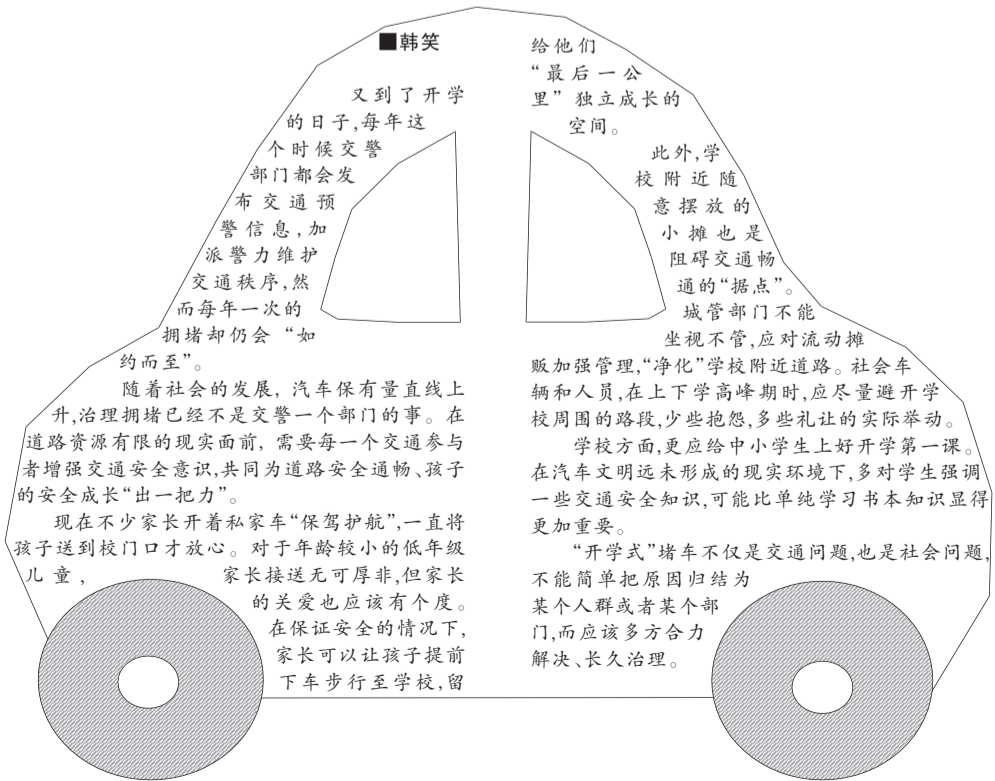 ■韩笑
又到了开学
的日子,每年这
个时候交警
部门都会发
布交通预
警信息,加
派警力维护
交通秩序,然
而每年一次的
拥堵却仍会“如
约而至”。
随着社会的发展，汽车保有量直线上
升,治理拥堵已经不是交警一个部门的事。在
道路资源有限的现实面前，需要每一个交通参与
者增强交通安全意识,共同为道路安全通畅、孩子
的安全成长“出一把力”。
现在不少家长开着私家车“保驾护航”,一直将
孩子送到校门口才放心。对于年龄较小的低年级
儿童,家长接送无可厚非,但家长
的关爱也应该有个度。
在保证安全的情况下,
家长可以让孩子提前
下车步行至学校,留
给他们
“最后一公
里”独立成长的
空间。
此外,学
校附近随
意摆放的
小摊也是
阻碍交通畅
通的“据点”。
城管部门不能
坐视不管,应对流动摊
贩加强管理,“净化”学校附近道路。社会车
辆和人员,在上下学高峰期时,应尽量避开学
校周围的路段,少些抱怨,多些礼让的实际举动。
学校方面,更应给中小学生上好开学第一课。
在汽车文明远未形成的现实环境下,多对学生强调
一些交通安全知识,可能比单纯学习书本知识显得
更加重要。
“开学式”堵车不仅是交通问题,也是社会问题,
不能简单把原因归结为
某个人群或者某个部
门,而应该多方合力
解决、长久治理。